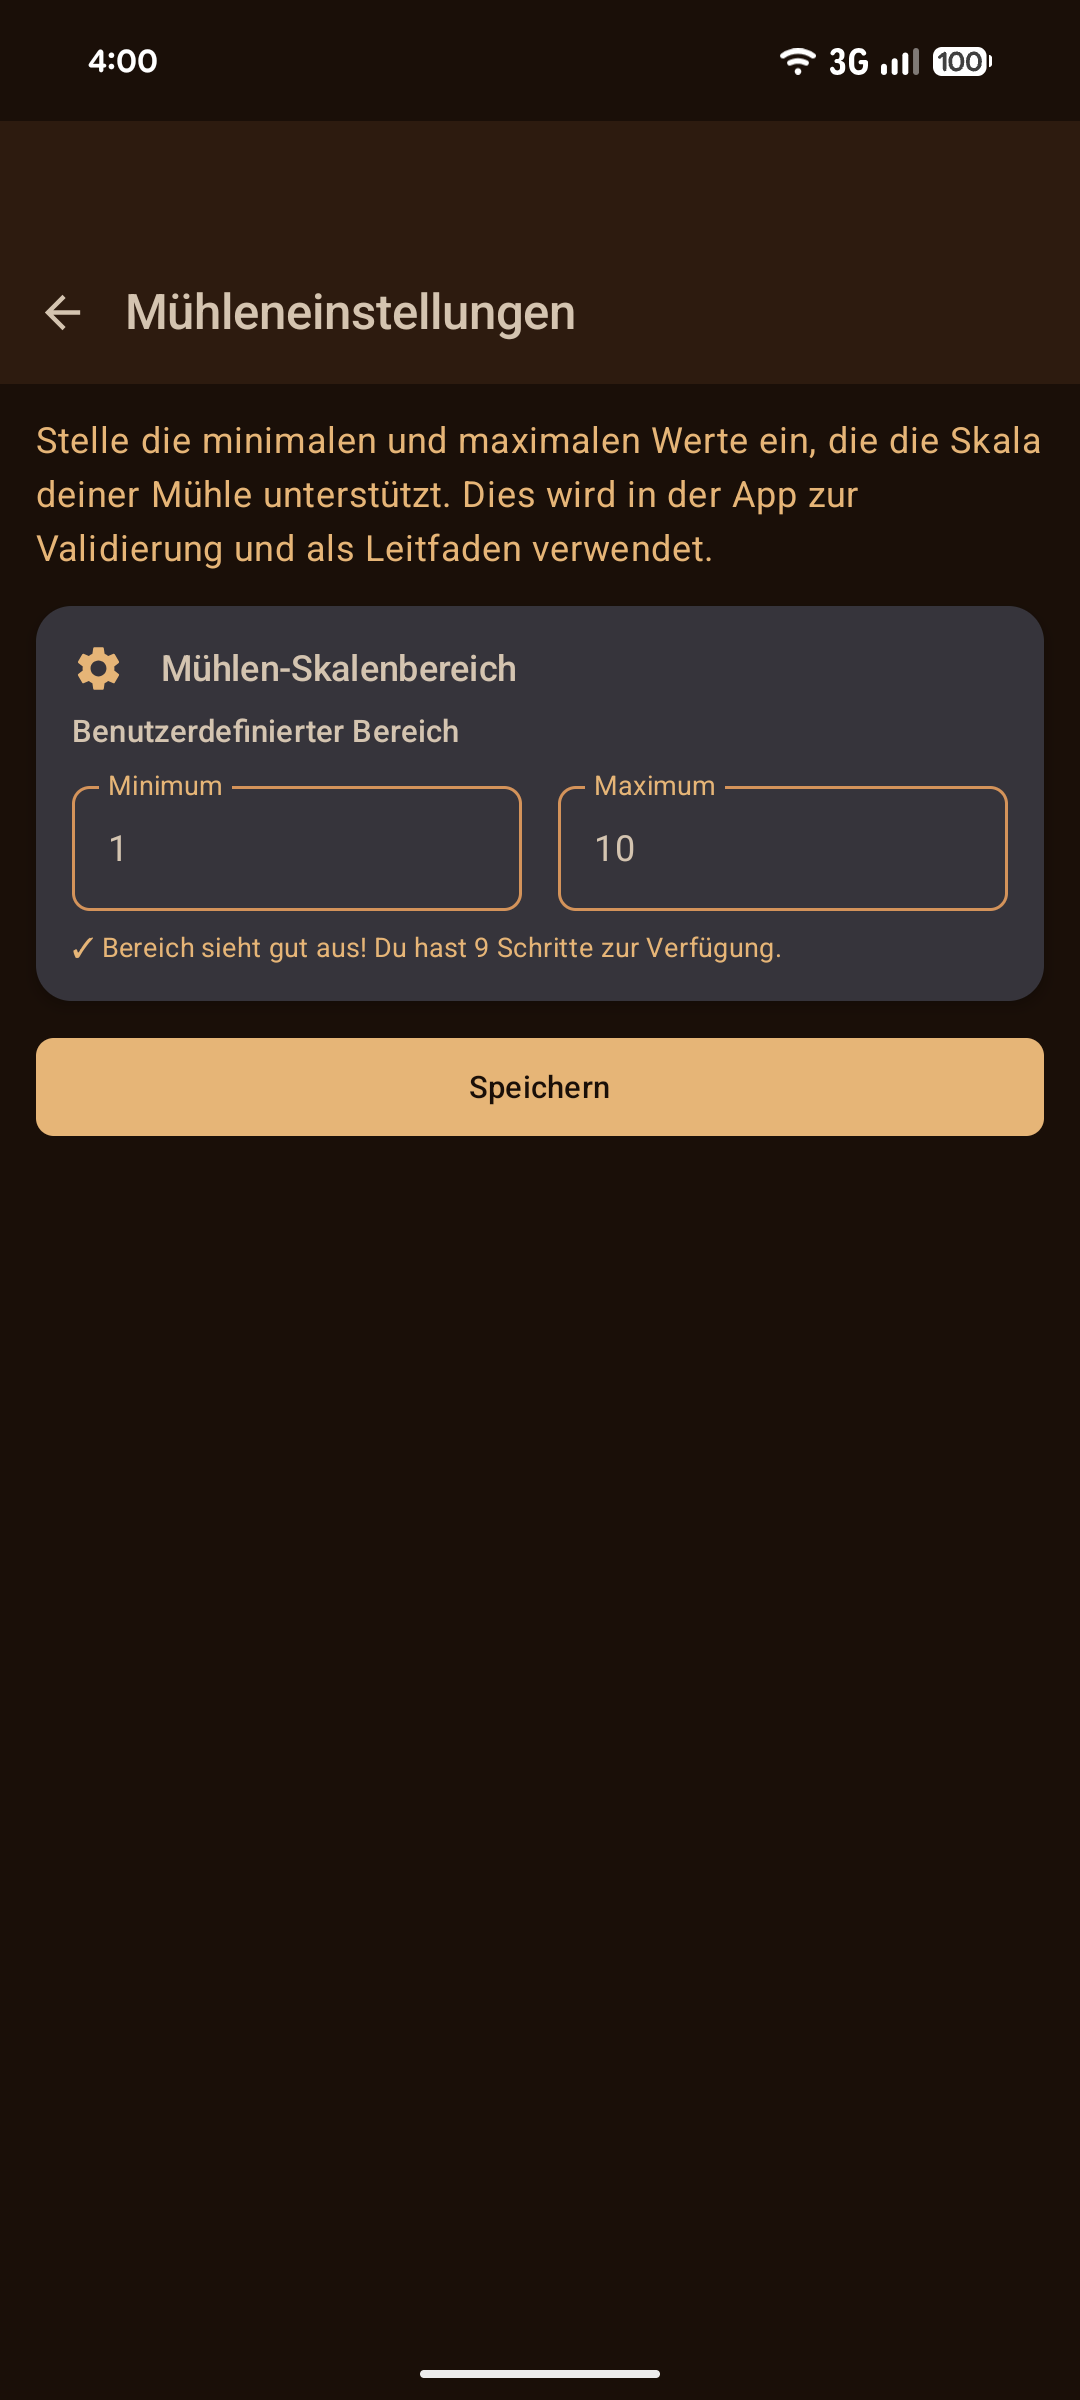 4:00
3G
100
Mühleneinstellungen
Stelle die minimalen und maximalen Werte ein, die die Skala
deiner Mühle unterstützt. Dies wird in der App zur
Validierung und als Leitfaden verwendet.
Mühlen-Skalenbereich
Benutzerdefinierter Bereich
Minimum
1
Maximum
10
✓ Bereich sieht gut aus! Du hast 9 Schritte zur Verfügung.
Speichern